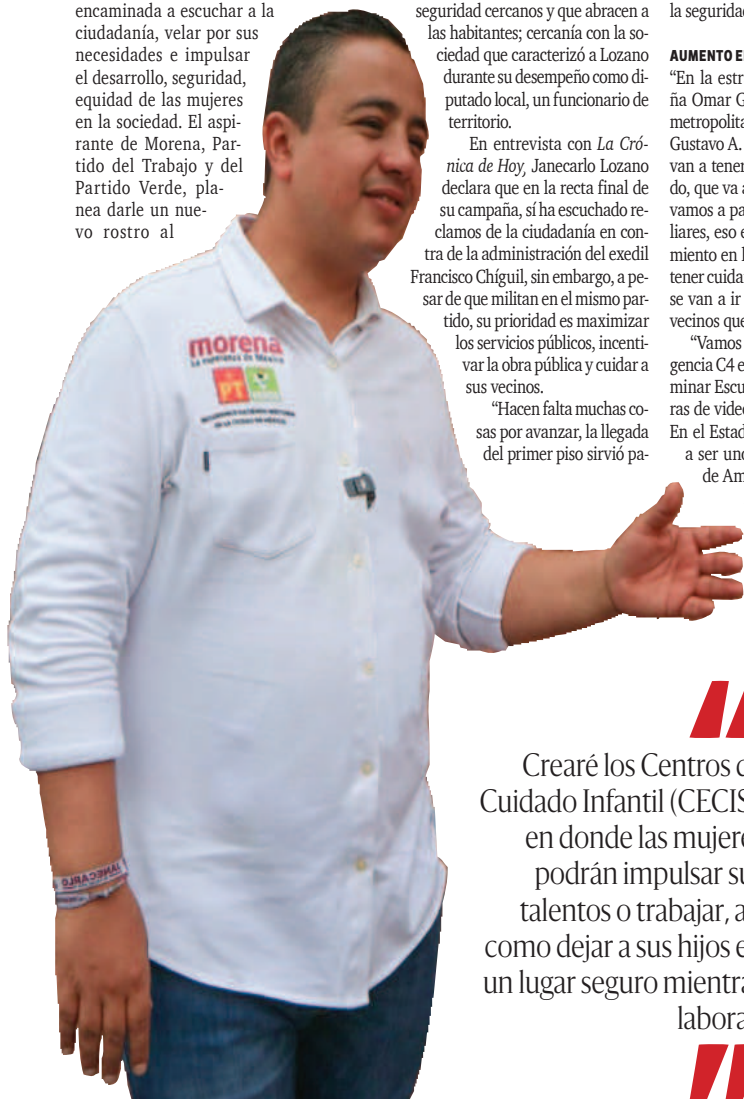 encaminada a escuchar a la
ciudadanía, velar por sus
necesidades e impulsar
el desarrollo, seguridad,
equidad de las mujeres
en la sociedad. El aspi-
rante de Morena, Par-
tido del Trabajo y del
Partido Verde, pla-
nea darle un nue-
vo rostro al
seguridad cercanos y que abracen a
las habitantes; cercanía con la so-
ciedad que caracterizó a Lozano
durante su desempeño como di-
putado local, un funcionario de
territorio.
En entrevista con La Cró-
nica de Hoy, Janecarlo Lozano
declara que en la recta final de
su campaña, sí ha escuchado re-
clamos de la ciudadanía en con-
tra de la administración del exedil
Francisco Chíguil, sin embargo, a pe-
sar de que militan en el mismo par-
tido, su prioridad es maximizar
los servicios públicos, incenti-
var la obra pública y cuidar a
sus vecinos.
“Hacen falta muchas co-
sas por avanzar, la llegada
del primer piso sirvió pa-
la seguridad
AUMENTO E
“En la estr
ña Omar G
metropolita
Gustavo A.
van a tener
do, que va a
vamos a pa
liares, eso e
miento en l
tener cuida
se van a ir
vecinos que
“Vamos
gencia C4 e
minar Escu
ras de video
En el Estad
a ser uno
de Am
morena
La esperanza de México
PT
VERDE
JANECARLO
Crearé los Centros d
Cuidado Infantil (CECIS
en donde las mujere
podrán impulsar su
talentos o trabajar, a
como dejar a sus hijos e
un lugar seguro mientra
labora